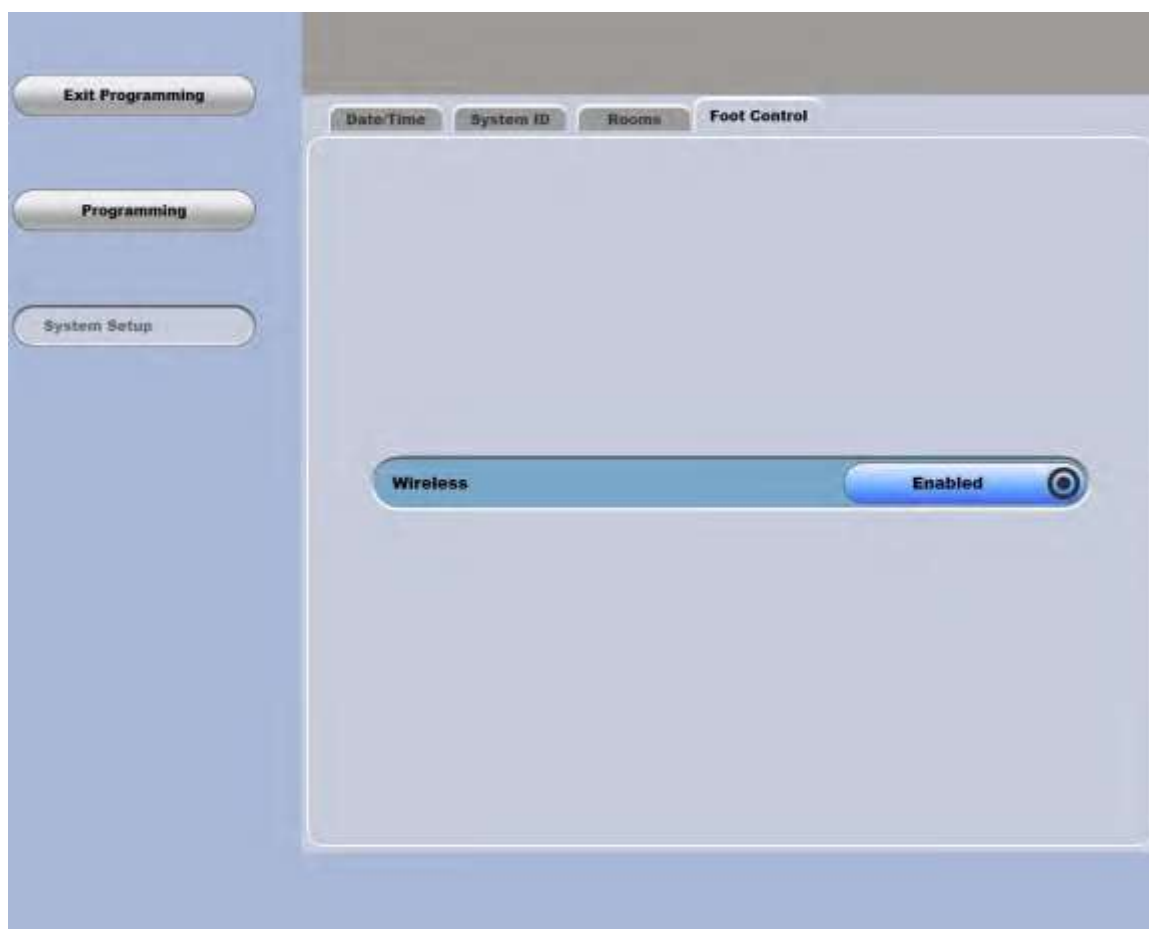 Exit Programming
Programming
System Setup
Date/Time System ID Rooms Foot Control
Wireless Enabled